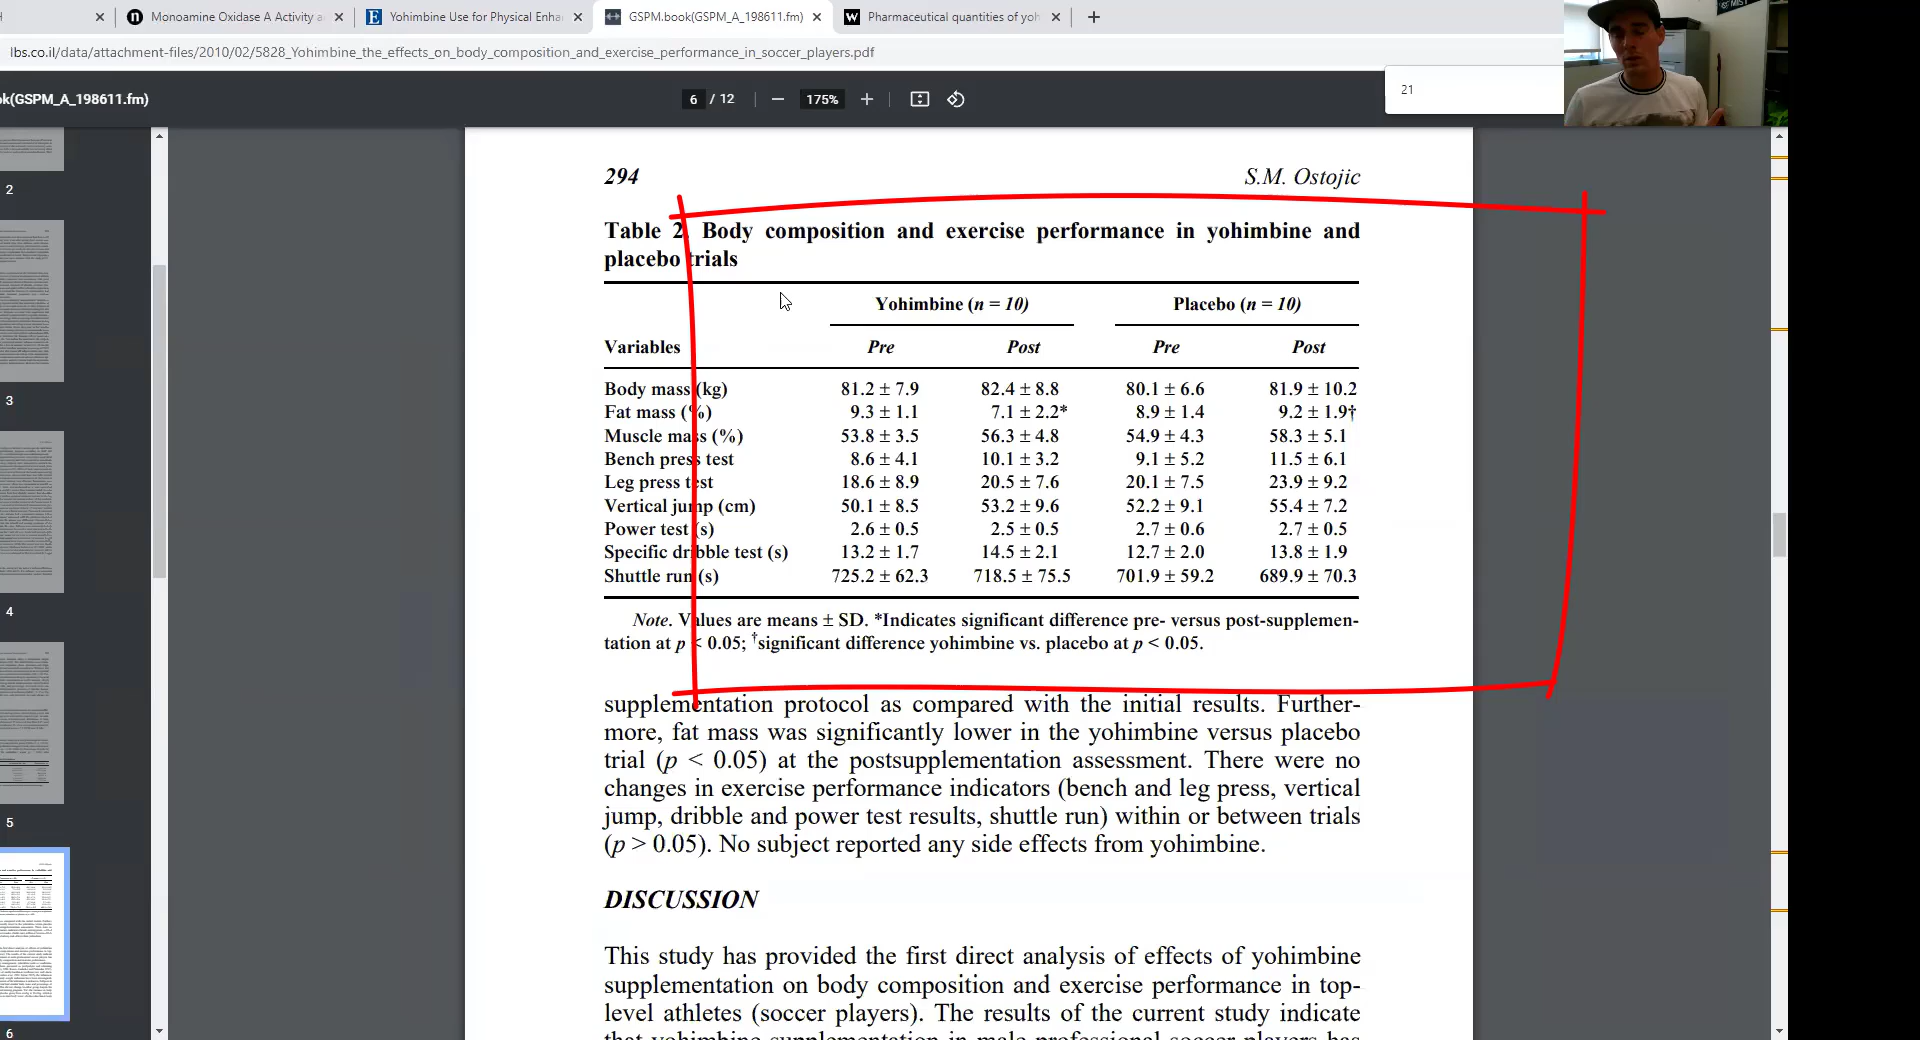 Monoamine Oxidase A Activity a
Yohimbine Use for Physical Enha
GSPM.book(GSPM_A_198611.fm)
Pharmaceutical quantities of yoh
lbs.co.il/data/attachment-files/2010/02/5828_Yohimbine_the_effects_on_body_composition_and_exercise_performance_in_soccer_players.pdf
ok(GSPM_A_198611.fm)
6 / 12
175%
21
2
3
4
5
6
294 S.M. Ostojic
Table 2. Body composition and exercise performance in yohimbine and
placebo trials
Yohimbine (n = 10) Placebo (n = 10)
Variables Pre Post Pre Post
Body mass (kg) 81.2 ± 7.9 82.4 ± 8.8 80.1 ± 6.6 81.9 ± 10.2
Fat mass (%) 9.3 ± 1.1 7.1 ± 2.2* 8.9 ± 1.4 9.2 ± 1.9†
Muscle mass (%) 53.8 ± 3.5 56.3 ± 4.8 54.9 ± 4.3 58.3 ± 5.1
Bench press test 8.6 ± 4.1 10.1 ± 3.2 9.1 ± 5.2 11.5 ± 6.1
Leg press test 18.6 ± 8.9 20.5 ± 7.6 20.1 ± 7.5 23.9 ± 9.2
Vertical jump (cm) 50.1 ± 8.5 53.2 ± 9.6 52.2 ± 9.1 55.4 ± 7.2
Power test (s) 2.6 ± 0.5 2.5 ± 0.5 2.7 ± 0.6 2.7 ± 0.5
Specific dribble test (s) 13.2 ± 1.7 14.5 ± 2.1 12.7 ± 2.0 13.8 ± 1.9
Shuttle run (s) 725.2 ± 62.3 718.5 ± 75.5 701.9 ± 59.2 689.9 ± 70.3
Note. Values are means ± SD. *Indicates significant difference pre- versus post-supplemen-
tation at p < 0.05; †significant difference yohimbine vs. placebo at p < 0.05.
supplementation protocol as compared with the initial results. Further-
more, fat mass was significantly lower in the yohimbine versus placebo
trial (p < 0.05) at the postsupplementation assessment. There were no
changes in exercise performance indicators (bench and leg press, vertical
jump, dribble and power test results, shuttle run) within or between trials
(p > 0.05). No subject reported any side effects from yohimbine.
DISCUSSION
This study has provided the first direct analysis of effects of yohimbine
supplementation on body composition and exercise performance in top-
level athletes (soccer players). The results of the current study indicate
that yohimbine supplementation in male professional soccer players has